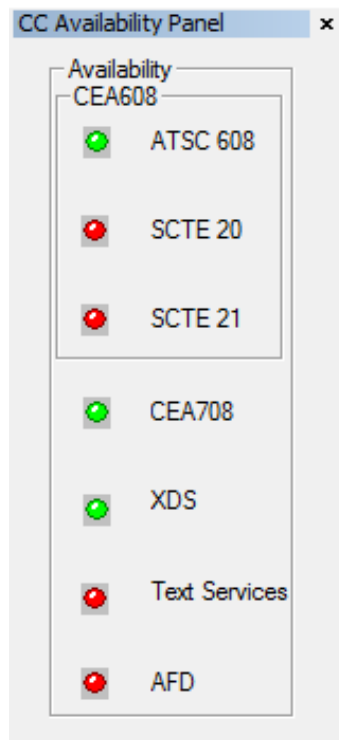 CC Availability Panel
Availability
CEA608
ATSC 608
SCTE 20
SCTE 21
CEA708
XDS
Text Services
AFD